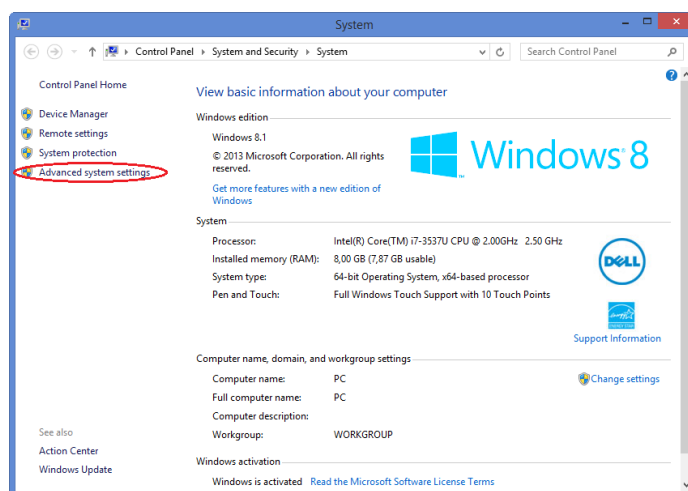 System
Control Panel System and Security System
Search Control Panel
Control Panel Home
Device Manager
Remote settings
System protection
Advanced system settings
See also
Action Center
Windows Update
View basic information about your computer
Windows edition
Windows 8.1
© 2013 Microsoft Corporation. All rights
reserved.
Get more features with a new edition of
Windows
Windows 8
System
Processor: Intel(R) Core(TM) i7-3537U CPU @ 2.00GHz 2.50 GHz
Installed memory (RAM): 8,00 GB (7,87 GB usable)
System type: 64-bit Operating System, x64-based processor
Pen and Touch: Full Windows Touch Support with 10 Touch Points
DELL
Support Information
Computer name, domain, and workgroup settings
Computer name: PC
Change settings
Full computer name: PC
Computer description:
Workgroup: WORKGROUP
Windows activation
Windows is activated Read the Microsoft Software License Terms